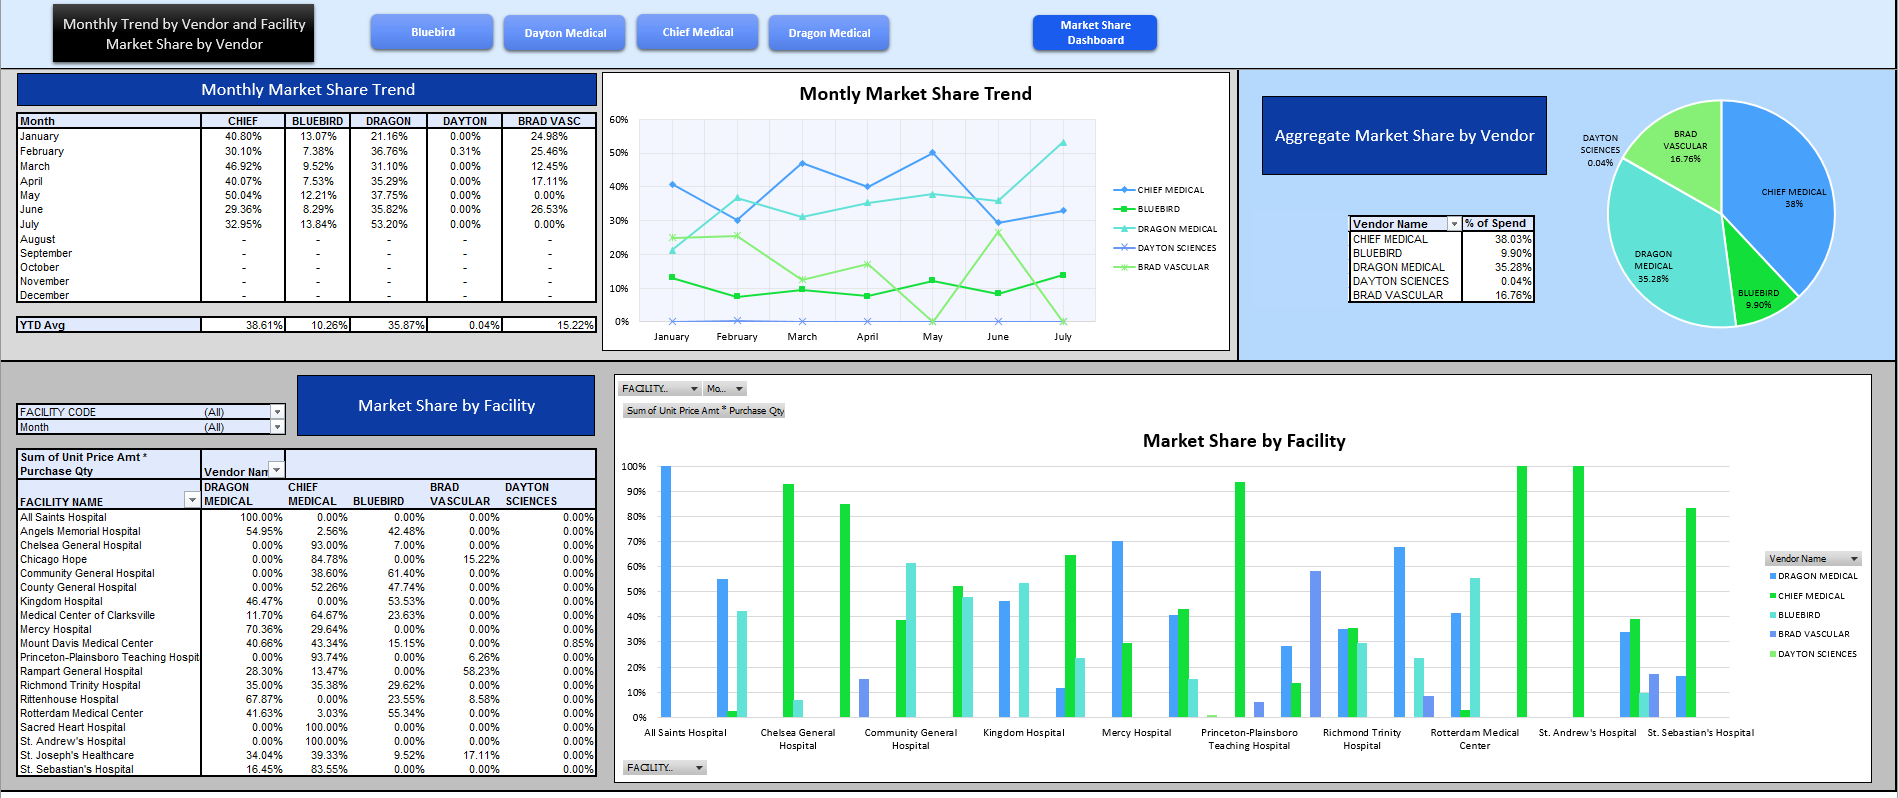 Monthly Trend by Vendor and Facility
Market Share by Vendor
Bluebird
Dayton Medical
Chief Medical
Dragon Medical
Market Share
Dashboard
Monthly Market Share Trend
Month CHIEF BLUEBIRD DRAGON DAYTON BRAD VASC
January 40.80% 13.07% 21.16% 0.00% 24.98%
February 30.10% 7.38% 36.76% 0.31% 25.46%
March 46.92% 9.52% 31.10% 0.00% 12.45%
April 40.07% 7.53% 35.29% 0.00% 17.11%
May 50.04% 12.21% 37.75% 0.00% 0.00%
June 29.36% 8.29% 35.82% 0.00% 26.53%
July 32.95% 13.84% 53.20% 0.00% 0.00%
August - - - - -
September - - - - -
October - - - - -
November - - - - -
December - - - - -
YTD Avg 38.61% 10.26% 35.87% 0.04% 15.22%
Montly Market Share Trend
60%
50%
40%
30%
20%
10%
0%
January February March April May June July
CHIEF MEDICAL
BLUEBIRD
DRAGON MEDICAL
DAYTON SCIENCES
BRAD VASCULAR
Aggregate Market Share by Vendor
Vendor Name % of Spend
CHIEF MEDICAL 38.03%
BLUEBIRD 9.90%
DRAGON MEDICAL 35.28%
DAYTON SCIENCES 0.04%
BRAD VASCULAR 16.76%
DAYTON
SCIENCES
0.04%
BRAD
VASCULAR
16.76%
CHIEF MEDICAL
38%
DRAGON
MEDICAL
35.28%
BLUEBIRD
9.90%
FACILITY CODE (All)
Month (All)
Market Share by Facility
Sum of Unit Price Amt *
Purchase Qty
Vendor Nam
FACILITY NAME
DRAGON
MEDICAL
CHIEF
MEDICAL
BLUEBIRD
BRAD
VASCULAR
DAYTON
SCIENCES
All Saints Hospital 100.00% 0.00% 0.00% 0.00% 0.00%
Angels Memorial Hospital 54.95% 2.56% 42.48% 0.00% 0.00%
Chelsea General Hospital 0.00% 93.00% 7.00% 0.00% 0.00%
Chicago Hope 0.00% 84.78% 0.00% 15.22% 0.00%
Community General Hospital 0.00% 38.60% 61.40% 0.00% 0.00%
County General Hospital 0.00% 52.26% 47.74% 0.00% 0.00%
Kingdom Hospital 46.47% 0.00% 53.53% 0.00% 0.00%
Medical Center of Clarksville 11.70% 64.67% 23.63% 0.00% 0.00%
Mercy Hospital 70.36% 29.64% 0.00% 0.00% 0.00%
Mount Davis Medical Center 40.66% 43.34% 15.15% 0.00% 0.85%
Princeton-Plainsboro Teaching Hospit 0.00% 93.74% 0.00% 6.26% 0.00%
Rampart General Hospital 28.30% 13.47% 0.00% 58.23% 0.00%
Richmond Trinity Hospital 35.00% 35.38% 29.62% 0.00% 0.00%
Rittenhouse Hospital 67.87% 0.00% 23.55% 8.58% 0.00%
Rotterdam Medical Center 41.63% 3.03% 55.34% 0.00% 0.00%
Sacred Heart Hospital 0.00% 100.00% 0.00% 0.00% 0.00%
St. Andrew's Hospital 0.00% 100.00% 0.00% 0.00% 0.00%
St. Joseph's Healthcare 34.04% 39.33% 9.52% 17.11% 0.00%
St. Sebastian's Hospital 16.45% 83.55% 0.00% 0.00% 0.00%
FACILITY.. Mo...
Sum of Unit Price Amt * Purchase Qty
Market Share by Facility
100%
90%
80%
70%
60%
50%
40%
30%
20%
10%
0%
All Saints Hospital
Chelsea General
Hospital
Community General
Hospital
Kingdom Hospital
Mercy Hospital
Princeton-Plainsboro
Teaching Hospital
Richmond Trinity
Hospital
Rotterdam Medical
Center
St. Andrew's Hospital
St. Sebastian's Hospital
Vendor Name
DRAGON MEDICAL
CHIEF MEDICAL
BLUEBIRD
BRAD VASCULAR
DAYTON SCIENCES
FACILITY..